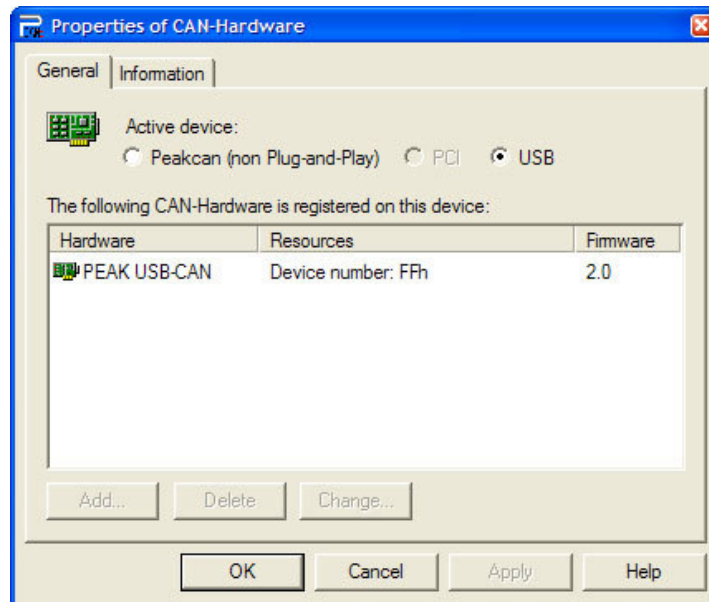 Properties of CAN-Hardware
General Information
Active device:
Peakcan (non Plug-and-Play) PCI USB
The following CAN-Hardware is registered on this device:
Hardware Resources Firmware
PEAK USB-CAN Device number: FFh 2.0
Add... Delete Change...
OK Cancel Apply Help